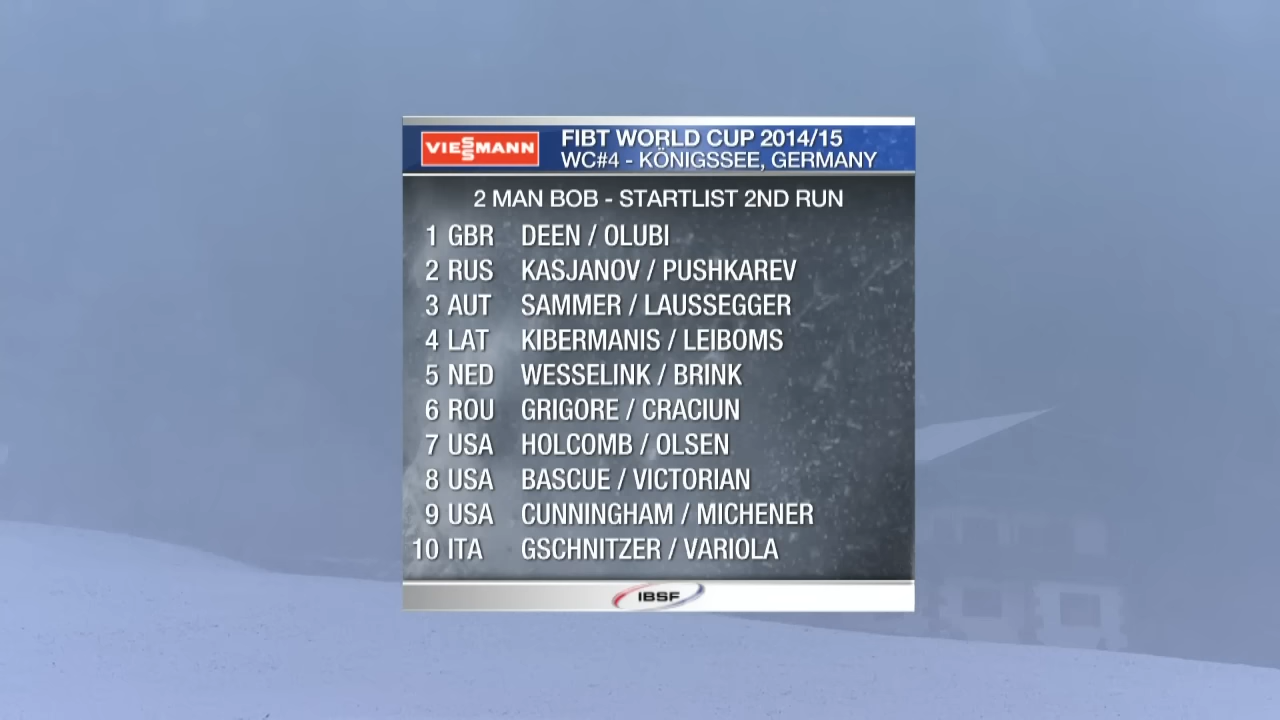 VIESSMANN
FIBT WORLD CUP 2014/15
WC#4 - KÖNIGSSEE, GERMANY
2 MAN BOB - STARTLIST 2ND RUN
1 GBR DEEN / OLUBI
2 RUS KASJANOV / PUSHKAREV
3 AUT SAMMER / LAUSSEGGER
4 LAT KIBERMANIS / LEIBOMS
5 NED WESSELINK / BRINK
6 ROU GRIGORE / CRACIUN
7 USA HOLCOMB / OLSEN
8 USA BASCUE / VICTORIAN
9 USA CUNNINGHAM / MICHENER
10 ITA GSCHNITZER / VARIOLA
IBSF